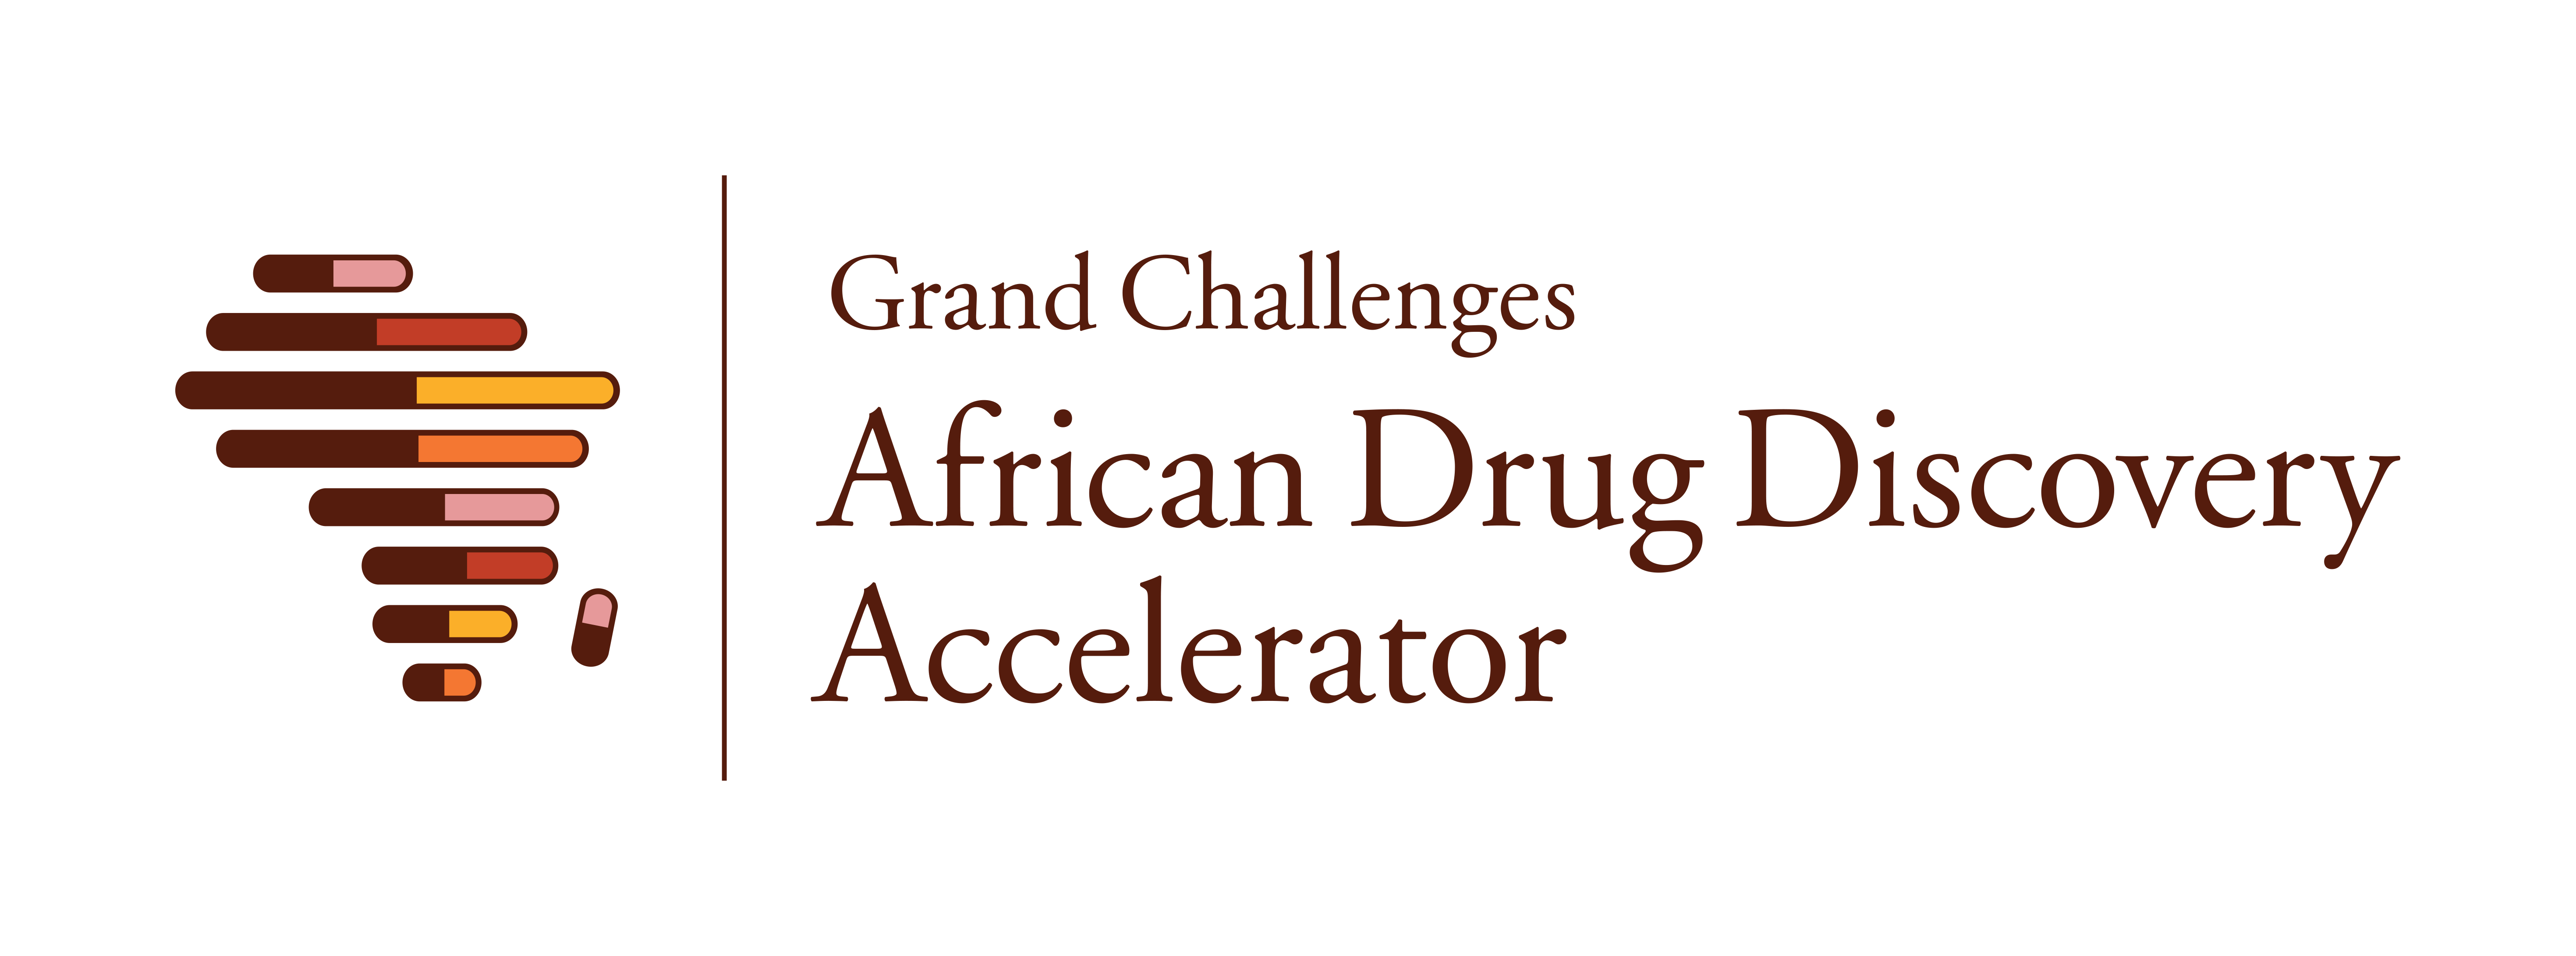 Grand Challenges
African Drug Discovery
Accelerator